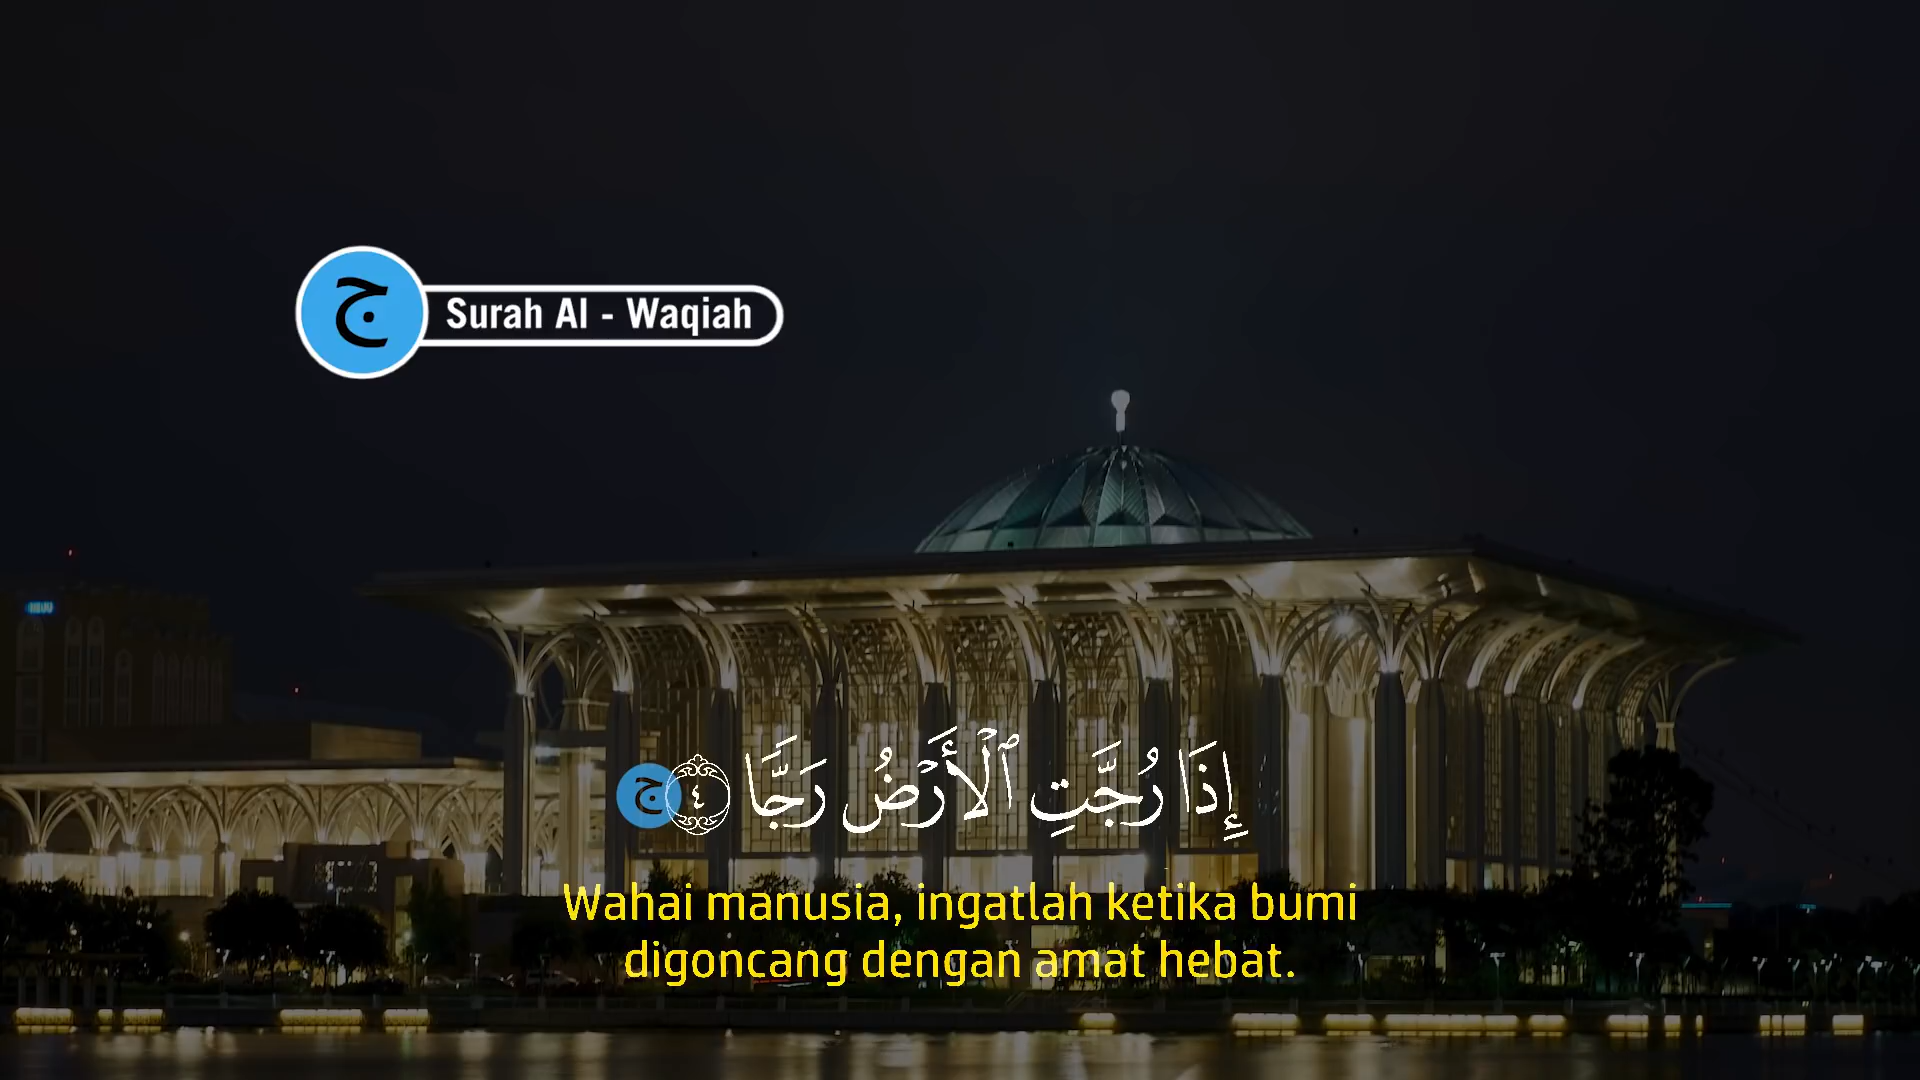 ج Surah Al - Waqiah
إِذَا رُجَّتِ ٱلْأَرْضُ رَجًّا ٤ ج
Wahai manusia, ingatlah ketika bumi
digoncang dengan amat hebat.